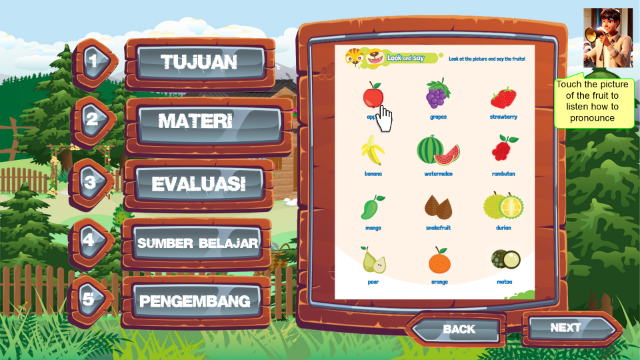 1 TUJUAN
2 MATERI
3 EVALUASI
4 SUMBER BELAJAR
5 PENGEMBANG
Look and say
Look at the picture and say the fruits!
grapes strawberry
banana watermelon rambutan
mango snakefruit durian
pear orange matoa
Touch the picture
of the fruit to
listen how to
pronounce
BACK NEXT